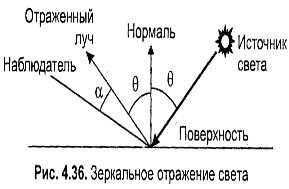 Отраженный
луч
Нормаль
Источник
света
Наблюдатель
α
θ
θ
Поверхность
Рис. 4.36. Зеркальное отражение света